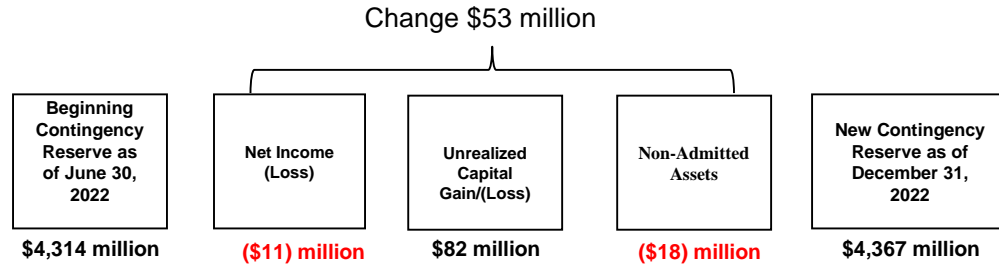 Change $53 million
Beginning
Contingency
Reserve as
of June 30,
2022
$4,314 million
Net Income
(Loss)
($11) million
Unrealized
Capital
Gain/(Loss)
$82 million
Non-Admitted
Assets
($18) million
New Contingency
Reserve as of
December 31,
2022
$4,367 million